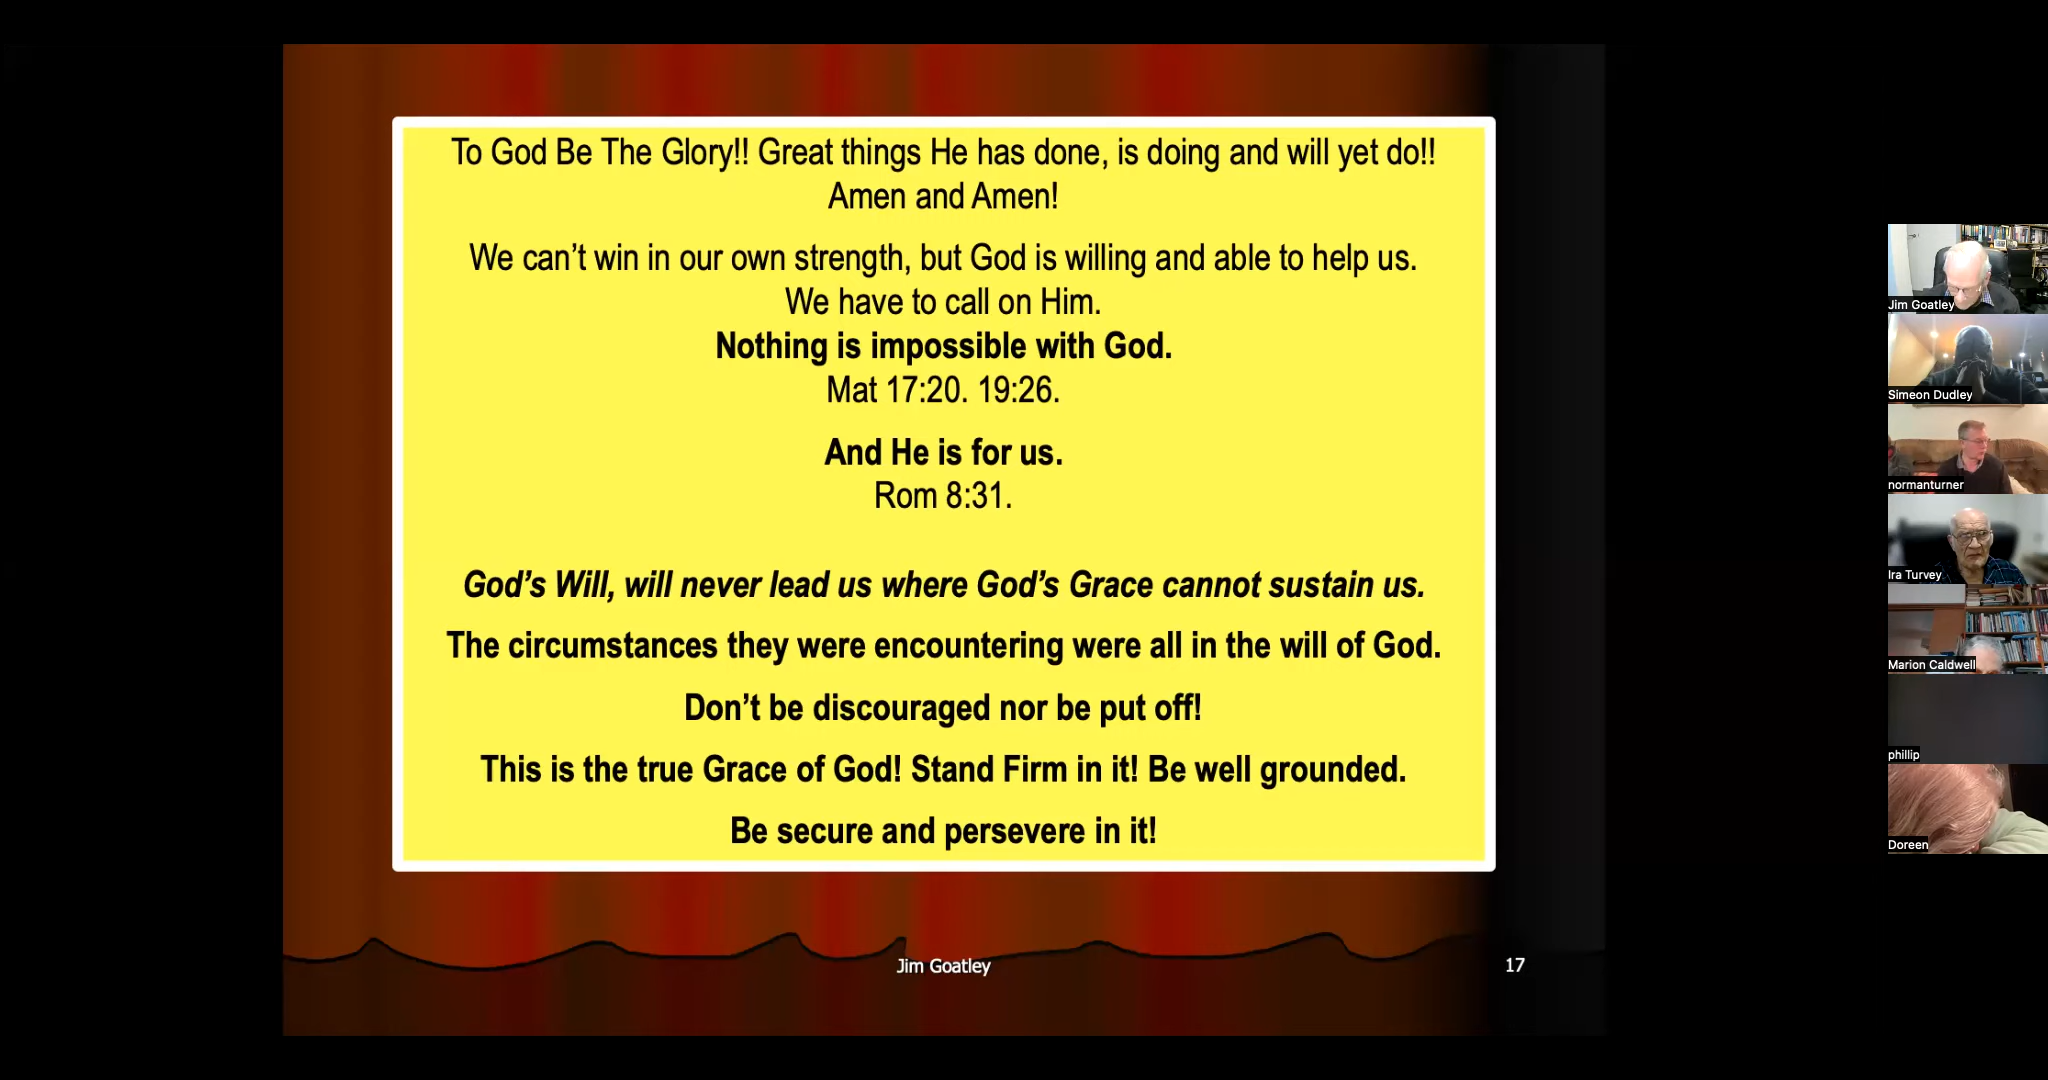 To God Be The Glory!! Great things He has done, is doing and will yet do!!
Amen and Amen!
We can’t win in our own strength, but God is willing and able to help us.
We have to call on Him.
Nothing is impossible with God.
Mat 17:20. 19:26.
And He is for us.
Rom 8:31.
God’s Will, will never lead us where God’s Grace cannot sustain us.
The circumstances they were encountering were all in the will of God.
Don’t be discouraged nor be put off!
This is the true Grace of God! Stand Firm in it! Be well grounded.
Be secure and persevere in it!
Jim Goatley
17
Jim Goatley
Simeon Dudley
normanturner
Ira Turvey
Marion Caldwell
phillip
Doreen